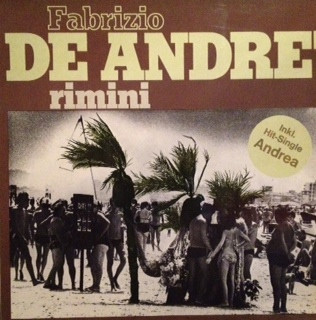 Fabrizio
DE ANDRE'
rimini
Inkl.
Hit-Single
Andrea